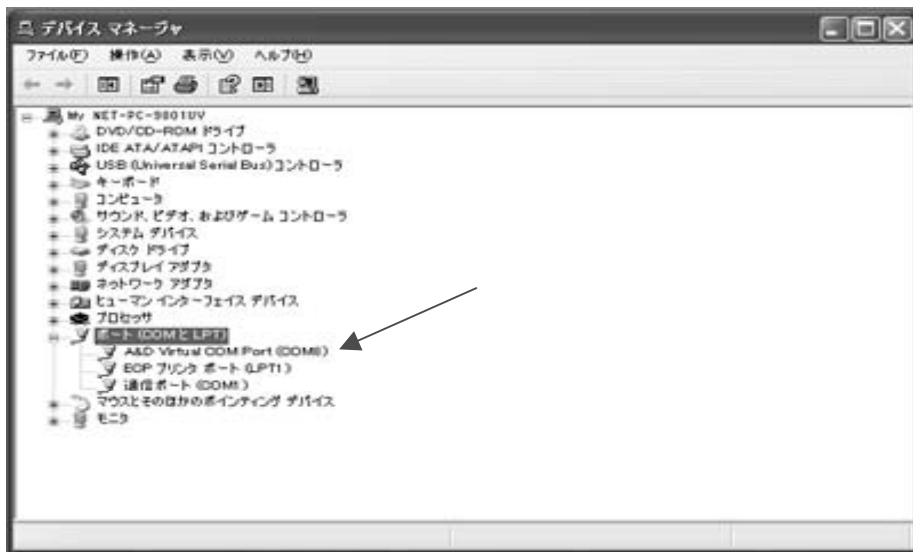 デバイス マネージャ
ファイル(F) 操作(A) 表示(V) ヘルプ(H)
My NET-PC-9801UV
DVD/CD-ROM ドライブ
IDE ATA/ATAPI コントローラ
USB (Universal Serial Bus) コントローラ
キーボード
コンピュータ
サウンド、ビデオ、およびゲーム コントローラ
システム デバイス
ディスク ドライブ
ディスプレイ アダプタ
ネットワーク アダプタ
ヒューマン インターフェイス デバイス
プロセッサ
ポート (COM と LPT)
A&D Virtual COM Port
ECP プリンタ ポート (LPT1)
通信ポート (COM1)
マウスとそのほかのポインティング デバイス
モニタ